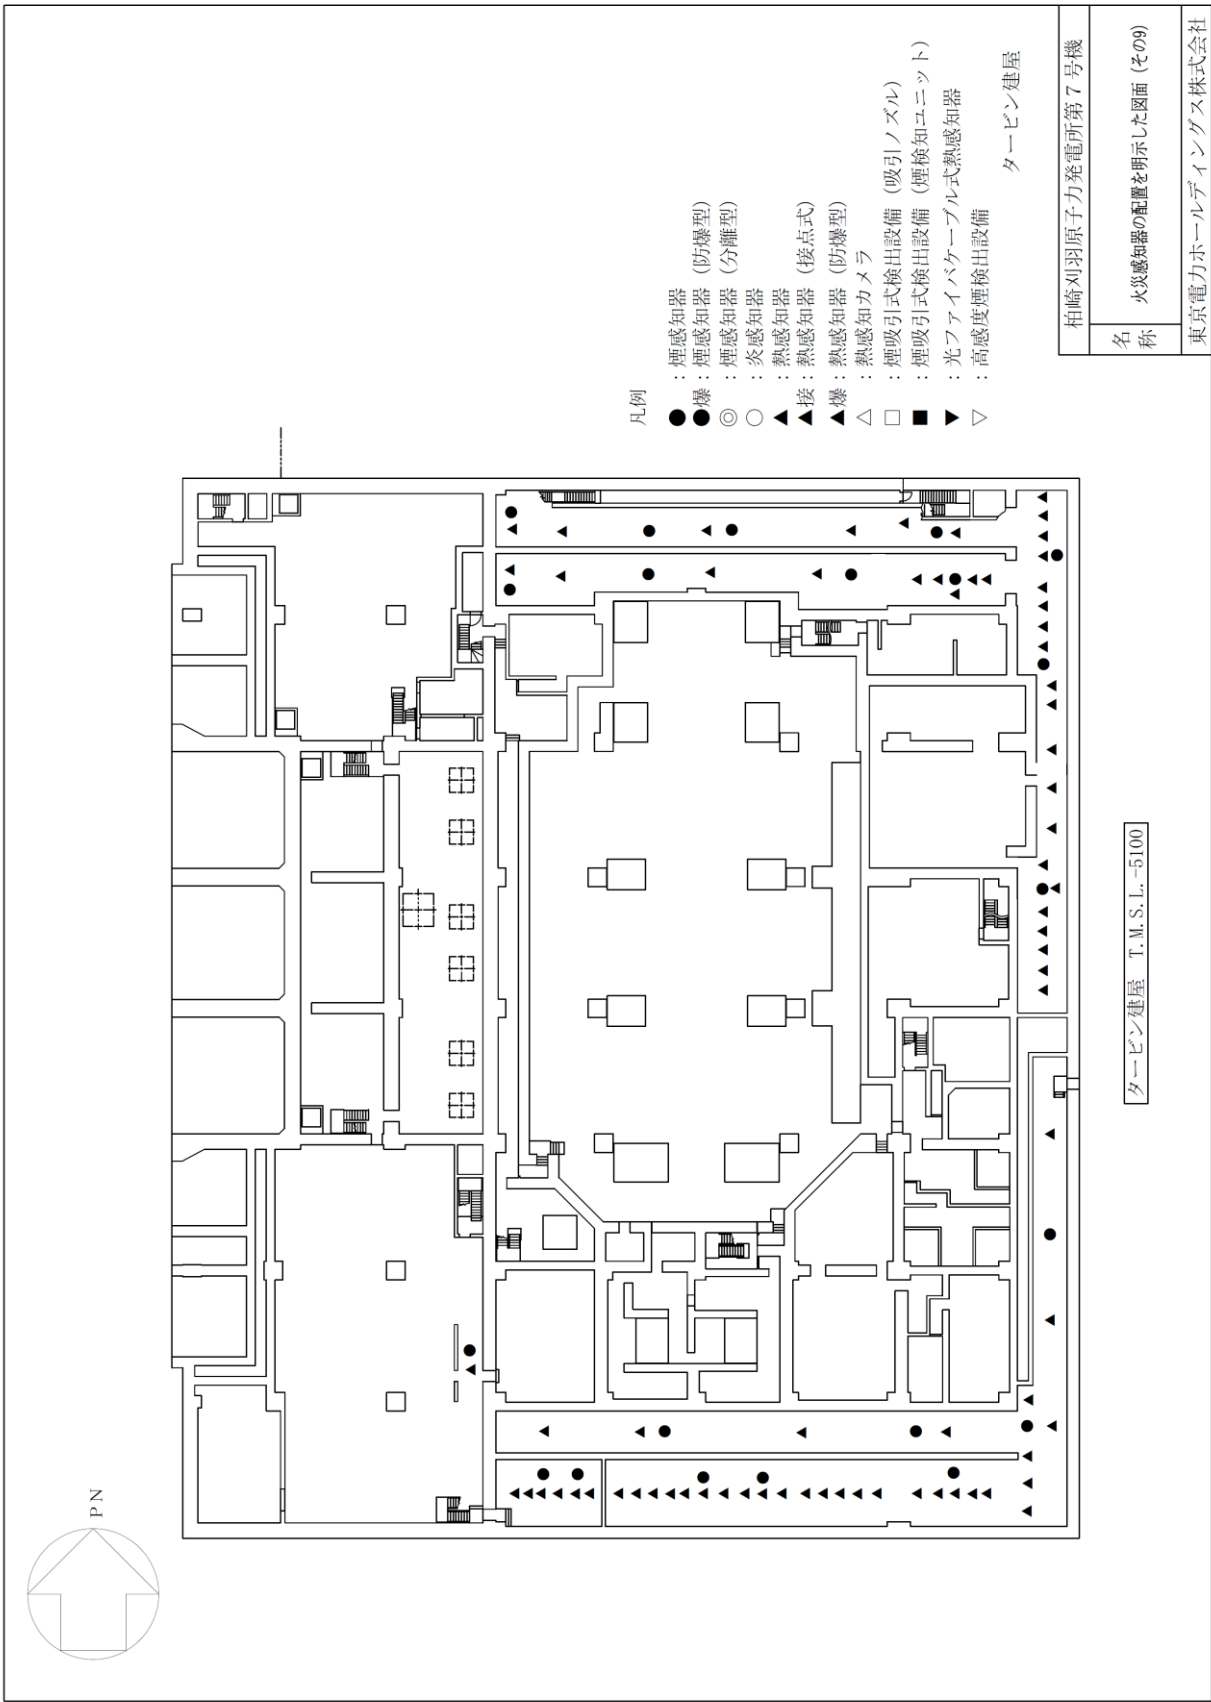 PN
凡例
● : 煙感知器
●爆 : 煙感知器 (防爆型)
◎ : 煙感知器 (分離型)
○ : 炎感知器
▲ : 熱感知器
▲接 : 熱感知器 (接点式)
▲爆 : 熱感知器 (防爆型)
△ : 熱感知カメラ
□ : 煙吸引式検出設備 (吸引ノズル)
■ : 煙吸引式検出設備 (煙検知ユニット)
▼ : 光ファイバケーブル式熱感知器
▽ : 高感度煙検出設備
タービン建屋
タービン建屋 T.M.S.L.-5100
柏崎刈羽原子力発電所第7号機
名称
火災感知器の配置を明示した図面 (その9)
東京電力ホールディングス株式会社